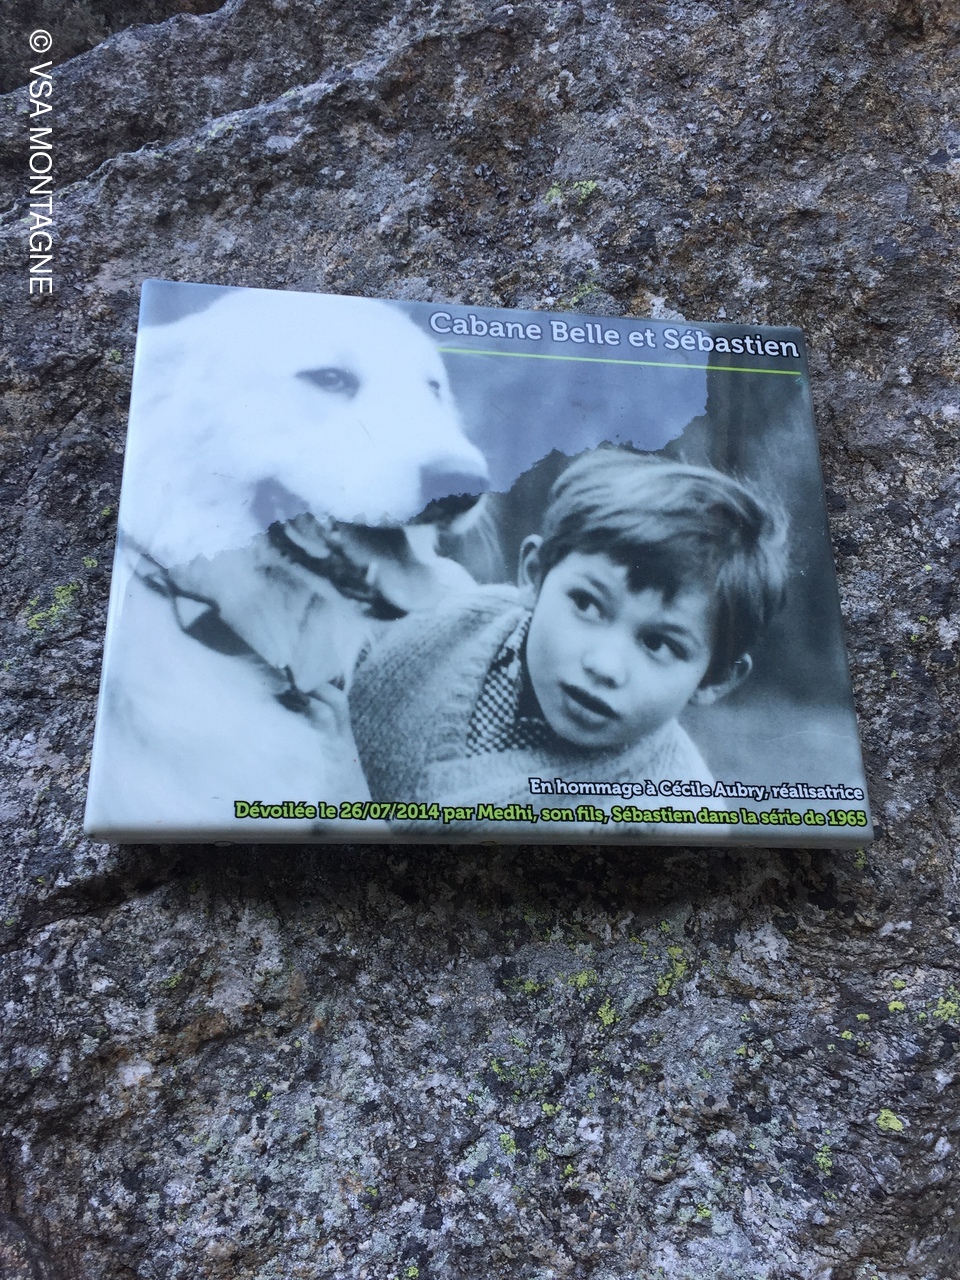 © VSA MONTAGNE
Cabane Belle et Sébastien
En hommage à Cécile Aubry, réalisatrice
Dévoilée le 26/07/2014 par Medhi, son fils, Sébastien dans la série de 1965